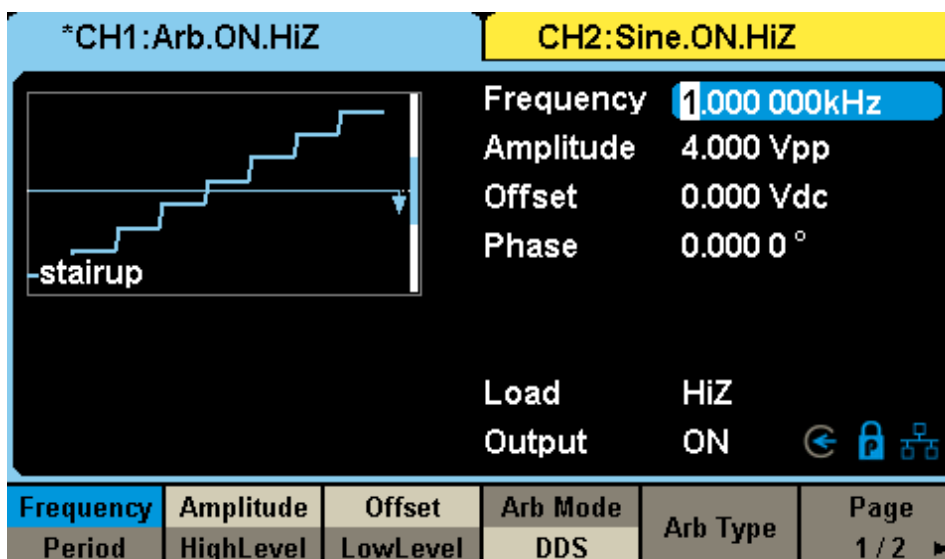 *CH1:Arb.ON.HiZ
CH2:Sine.ON.HiZ
Frequency 1.000 000kHz
Amplitude 4.000 Vpp
Offset 0.000 Vdc
Phase 0.000 0 °
stairup
Load HiZ
Output ON
P
Frequency Amplitude Offset Arb Mode Arb Type Page
Period HighLevel LowLevel DDS 1/2